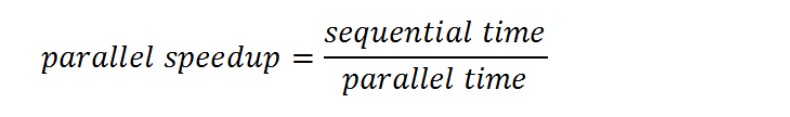 parallel speedup = sequential time / parallel time